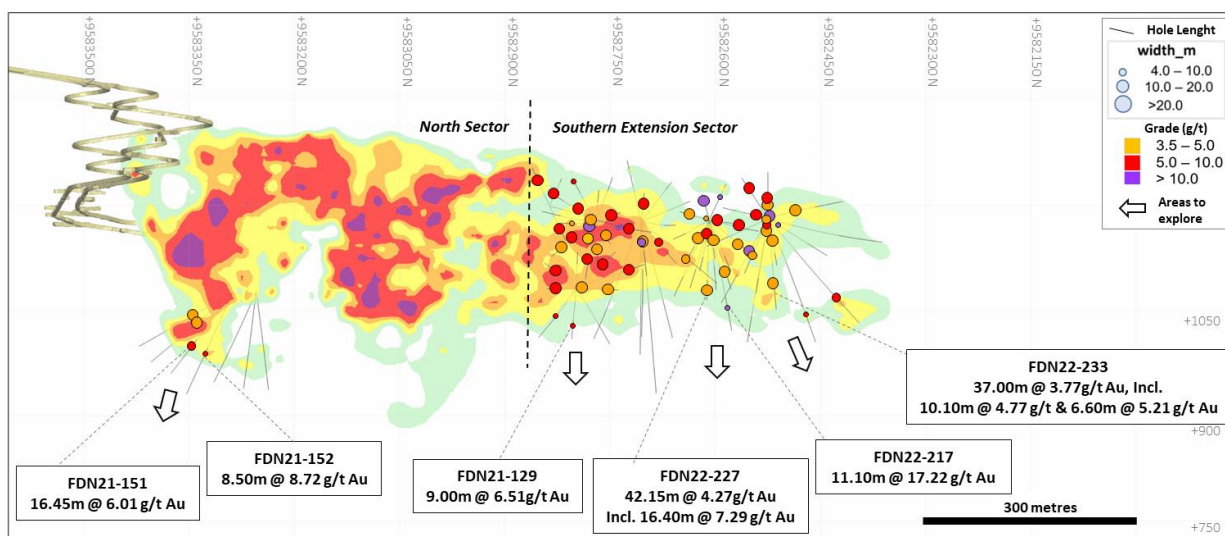 +9583500 N
+9583350 N
+9583200 N
+9583050 N
+9582900 N
+9582750 N
+9582600 N
+9582450 N
+9582300 N
+9582150 N
Hole Lenght
width_m
4.0 – 10.0
10.0 – 20.0
>20.0
Grade (g/t)
3.5 – 5.0
5.0 – 10.0
> 10.0
Areas to
explore
North Sector
Southern Extension Sector
+1050
+900
+750
FDN21-151
16.45m @ 6.01 g/t Au
FDN21-152
8.50m @ 8.72 g/t Au
FDN21-129
9.00m @ 6.51g/t Au
FDN22-227
42.15m @ 4.27g/t Au
Incl. 16.40m @ 7.29 g/t Au
FDN22-217
11.10m @ 17.22 g/t Au
FDN22-233
37.00m @ 3.77g/t Au, Incl.
10.10m @ 4.77 g/t & 6.60m @ 5.21 g/t Au
300 metres